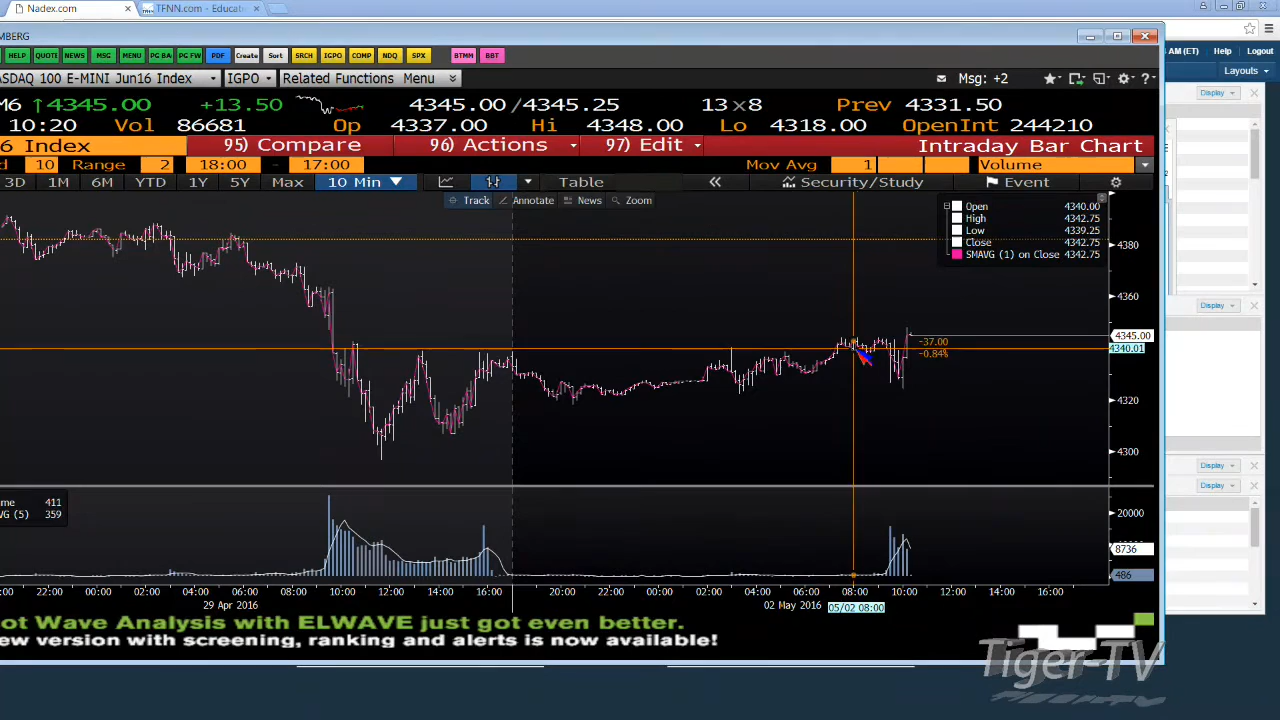 Nadex.com × TFNN.com - Educat ×
MBERG
HELP QUOTE NEWS MSG MENU PG BA PG FW PDF Create Sort SRCH IGPO COMP NDQ SPX BTMM BBT
AM (ET) Help Logout
Layouts
ASDAQ 100 E-MINI Jun16 Index IGPO Related Functions Menu Msg: +2
M6 ↑4345.00 +13.50 4345.00/4345.25 13x8 Prev 4331.50
10:20 Vol 86681 Op 4337.00 Hi 4348.00 Lo 4318.00 OpenInt 244210
6 Index 95) Compare 96) Actions 97) Edit Intraday Bar Chart
d 10 Range 2 18:00 - 17:00 Mov Avg 1 Volume
3D 1M 6M YTD 1Y 5Y Max 10 Min Table Security/Study Event
Track Annotate News Zoom
Open 4340.00
High 4342.75
Low 4339.25
Close 4342.75
SMAVG (1) on Close 4342.75
4380
4360
4345.00
4340.01
-37.00
-0.84%
4320
4300
me 411
VG (5) 359
20000
8736
486
:00 22:00 00:00 02:00 04:00 06:00 08:00 10:00 12:00 14:00 16:00 20:00 22:00 00:00 02:00 04:00 06:00 08:00 10:00 12:00 14:00 16:00
29 Apr 2016 02 May 2016 05/02 08:00
ot Wave Analysis with ELWAVE just got even better.
ew version with screening, ranking and alerts is now available!
Tiger-TV
Display
Display
Display
Display